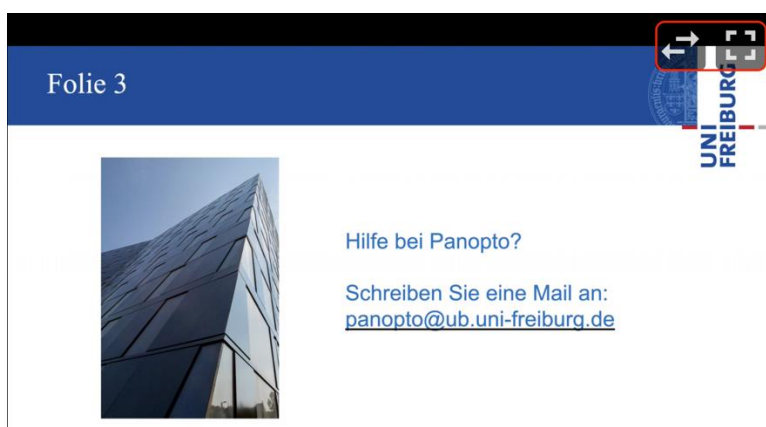 Folie 3
UNI
FREIBURG
Hilfe bei Panopto?
Schreiben Sie eine Mail an:
panopto@ub.uni-freiburg.de